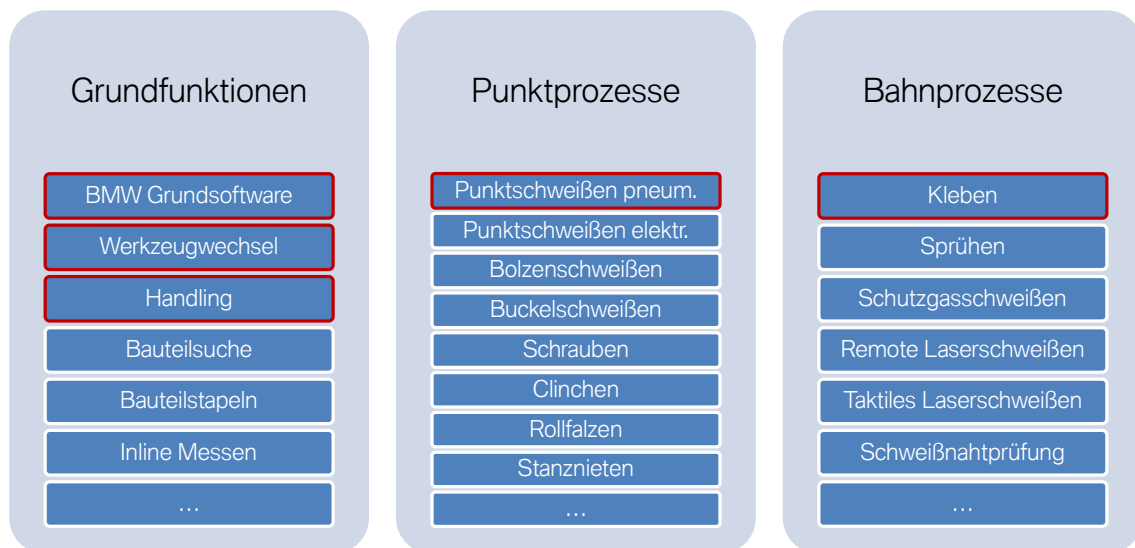 Grundfunktionen
BMW Grundsoftware
Werkzeugwechsel
Handling
Bauteilsuche
Bauteilstapeln
Inline Messen
…
Punktprozesse
Punktschweißen pneum.
Punktschweißen elektr.
Bolzenschweißen
Buckelschweißen
Schrauben
Clinchen
Rollfalzen
Stanznieten
…
Bahnprozesse
Kleben
Sprühen
Schutzgasschweißen
Remote Laserschweißen
Taktiles Laserschweißen
Schweißnahtprüfung
…